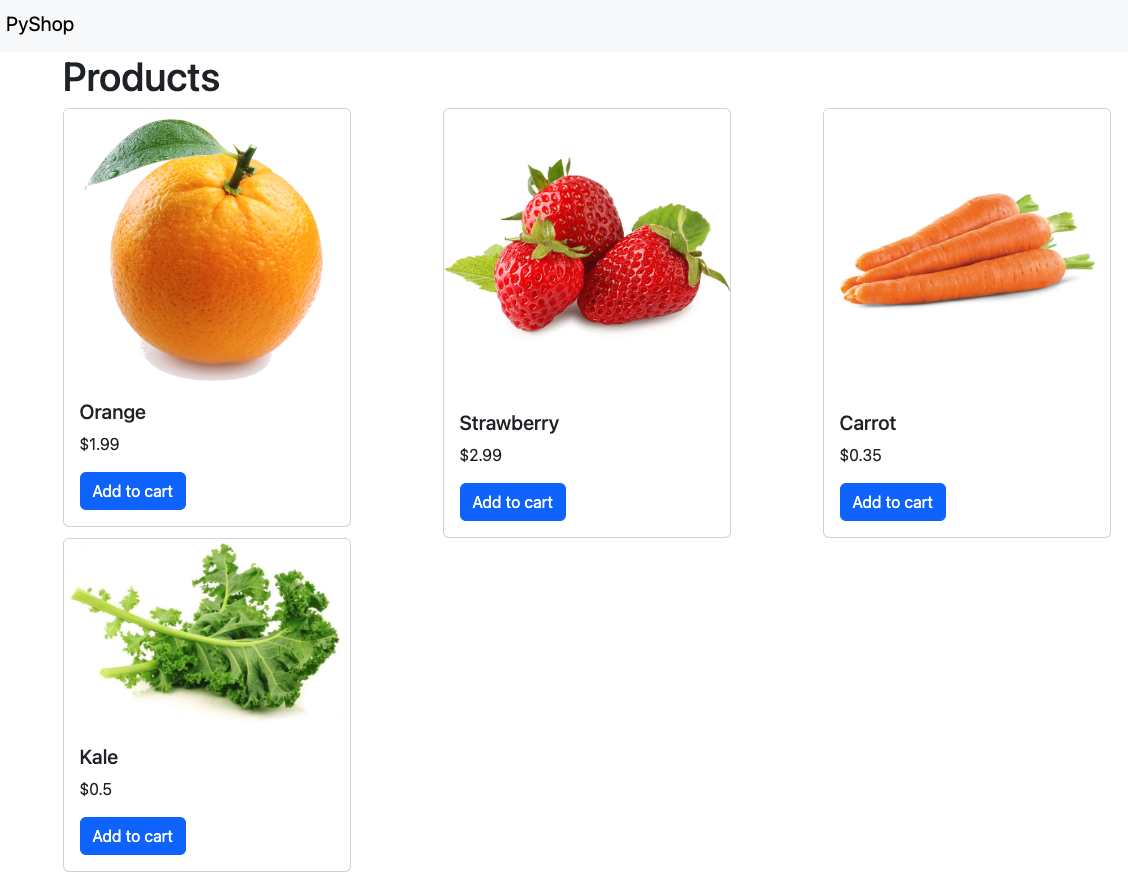 PyShop
Products
Orange
$1.99
Add to cart
Strawberry
$2.99
Add to cart
Carrot
$0.35
Add to cart
Kale
$0.5
Add to cart